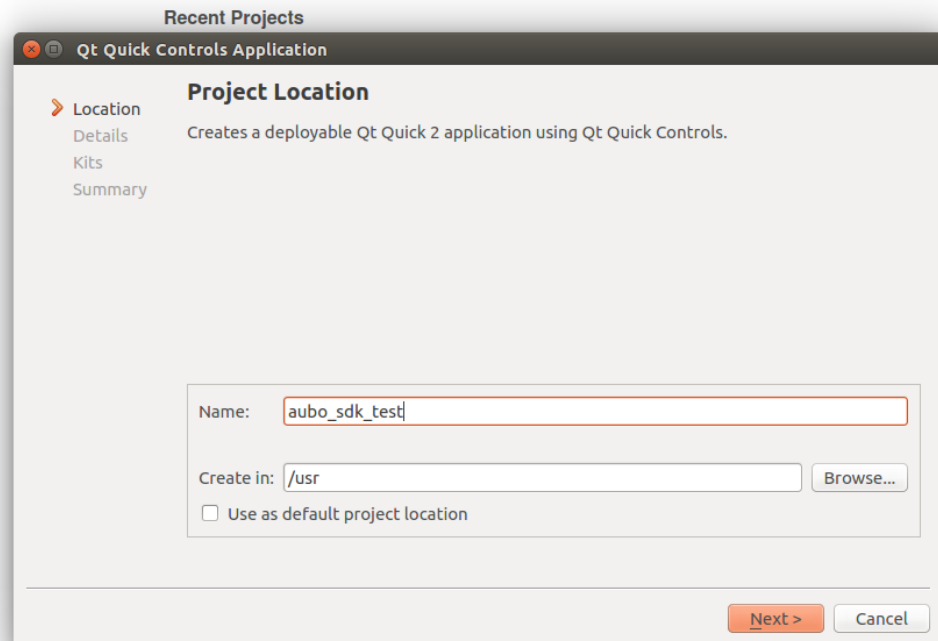 Recent Projects
Qt Quick Controls Application
Location
Details
Kits
Summary
Project Location
Creates a deployable Qt Quick 2 application using Qt Quick Controls.
Name: aubo_sdk_test
Create in: /usr Browse...
Use as default project location
Next > Cancel